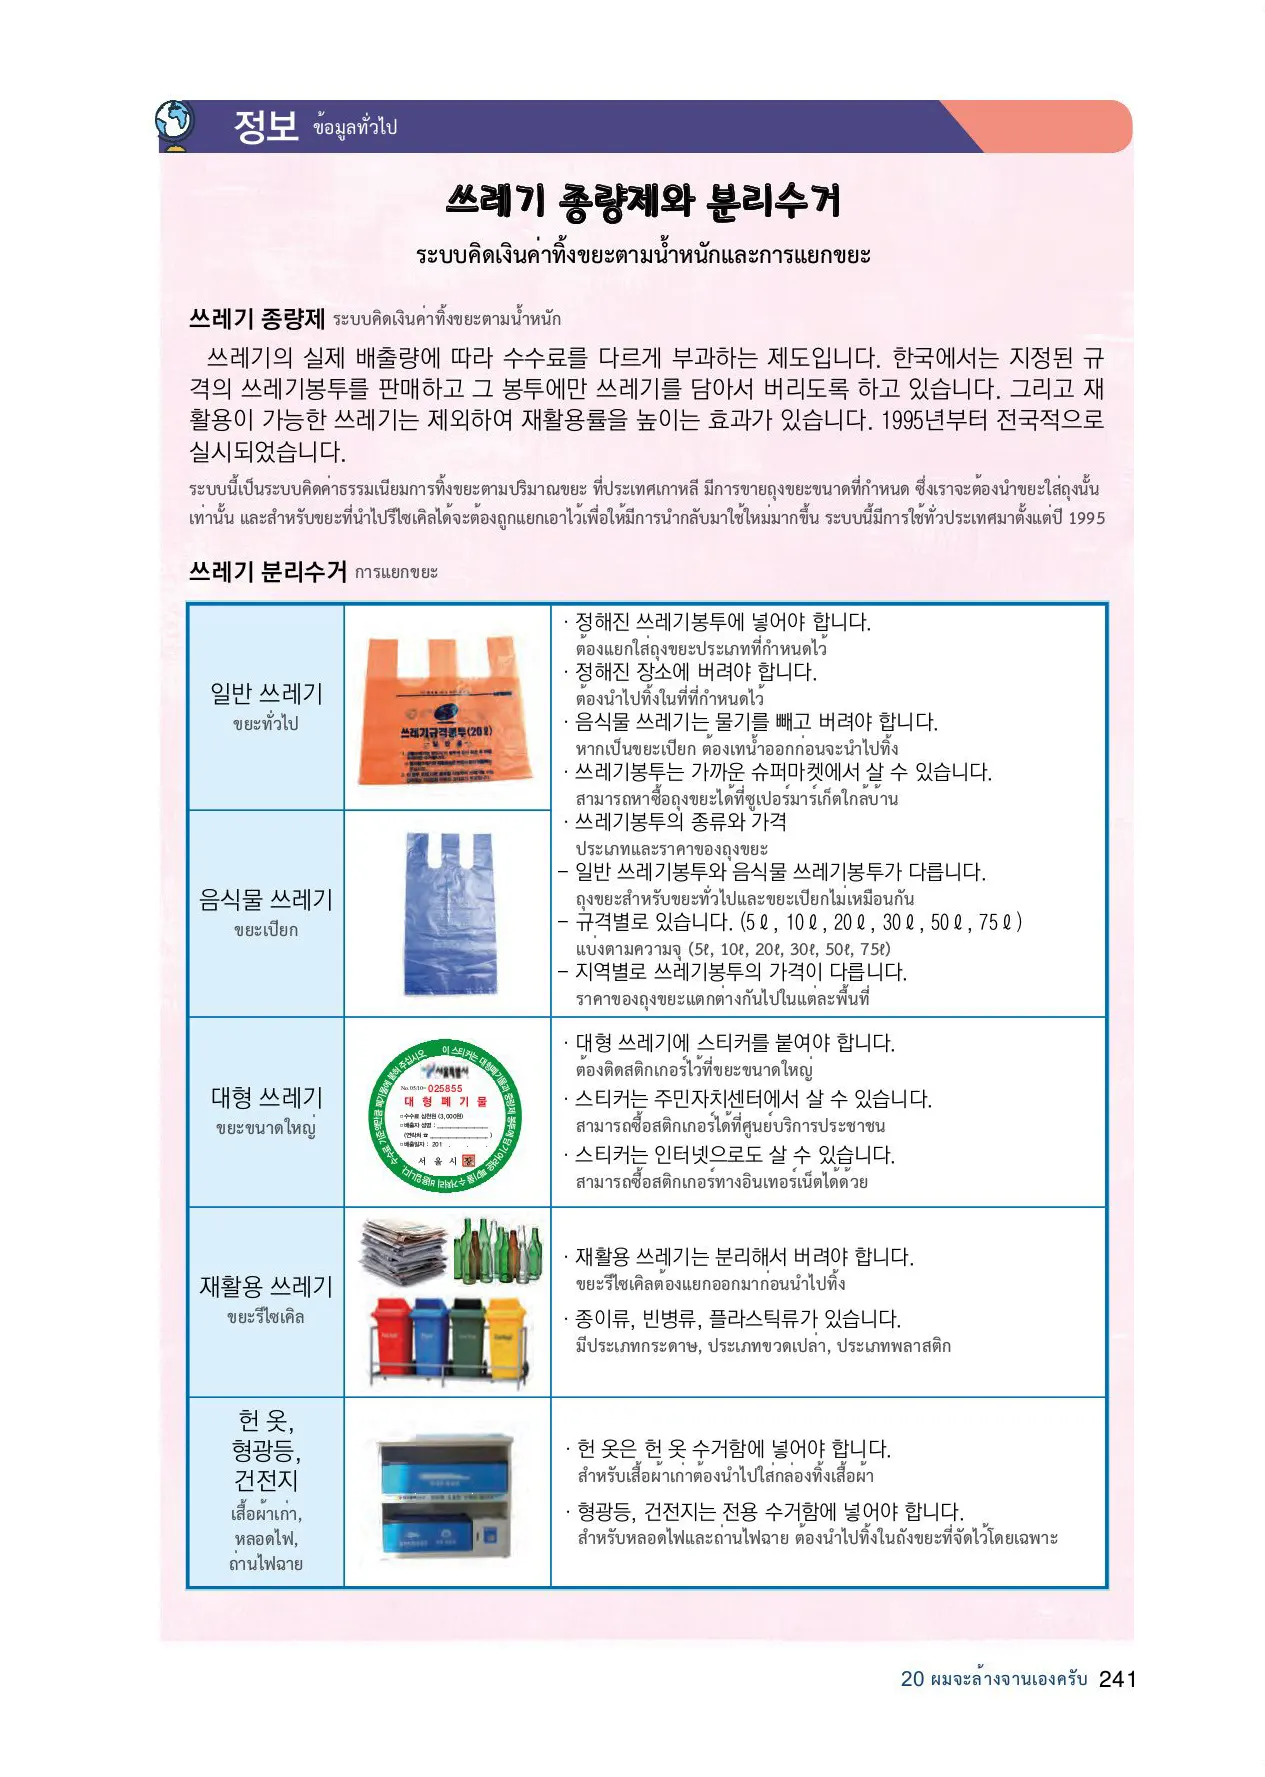 정보 ข้อมูลทั่วไป
쓰레기 종량제와 분리수거
ระบบคิดเงินค่าทิ้งขยะตามน้ำหนักและการแยกขยะ
쓰레기 종량제 ระบบคิดเงินค่าทิ้งขยะตามน้ำหนัก
쓰레기의 실제 배출량에 따라 수수료를 다르게 부과하는 제도입니다. 한국에서는 지정된 규
격의 쓰레기봉투를 판매하고 그 봉투에만 쓰레기를 담아서 버리도록 하고 있습니다. 그리고 재
활용이 가능한 쓰레기는 제외하여 재활용률을 높이는 효과가 있습니다. 1995년부터 전국적으로
실시되었습니다.
ระบบนี้เป็นระบบคิดค่าธรรมเนียมการทิ้งขยะตามปริมาณขยะ ที่ประเทศเกาหลี มีการขายถุงขยะขนาดที่กำหนด ซึ่งเราจะต้องนำขยะใส่ถุงนั้น
เท่านั้น และสำหรับขยะที่นำไปรีไซเคิลได้จะต้องถูกแยกเอาไว้เพื่อให้มีการนำกลับมาใช้ใหม่มากขึ้น ระบบนี้มีการใช้ทั่วประเทศมาตั้งแต่ปี 1995
쓰레기 분리수거 การแยกขยะ
일반 쓰레기
ขยะทั่วไป
쓰레기규격봉투(20ℓ)
음식물 쓰레기
ขยะเปียก
· 정해진 쓰레기봉투에 넣어야 합니다.
ต้องแยกใส่ถุงขยะประเภทที่กำหนดไว้
· 정해진 장소에 버려야 합니다.
ต้องนำไปทิ้งในที่ที่กำหนดไว้
· 음식물 쓰레기는 물기를 빼고 버려야 합니다.
หากเป็นขยะเปียก ต้องเทน้ำออกก่อนจะนำไปทิ้ง
· 쓰레기봉투는 가까운 슈퍼마켓에서 살 수 있습니다.
สามารถหาซื้อถุงขยะได้ที่ซูเปอร์มาร์เก็ตใกล้บ้าน
· 쓰레기봉투의 종류와 가격
ประเภทและราคาของถุงขยะ
– 일반 쓰레기봉투와 음식물 쓰레기봉투가 다릅니다.
ถุงขยะสำหรับขยะทั่วไปและขยะเปียกไม่เหมือนกัน
– 규격별로 있습니다. (5ℓ, 10ℓ, 20ℓ, 30ℓ, 50ℓ, 75ℓ)
แบ่งตามความจุ (5ℓ, 10ℓ, 20ℓ, 30ℓ, 50ℓ, 75ℓ)
– 지역별로 쓰레기봉투의 가격이 다릅니다.
ราคาของถุงขยะแตกต่างกันไปในแต่ละพื้นที่
대형 쓰레기
ขยะขนาดใหญ่
이 스티커는 대형폐기물과
서울특별시
025855
대 형 폐 기 물
수수료 삼천원 (3,000원)
배출자 성명 :
(연락처 ☎ )
배출일자 : 201 . . .
서 울 시 장
· 대형 쓰레기에 스티커를 붙여야 합니다.
ต้องติดสติกเกอร์ไว้ที่ขยะขนาดใหญ่
· 스티커는 주민자치센터에서 살 수 있습니다.
สามารถซื้อสติกเกอร์ได้ที่ศูนย์บริการประชาชน
· 스티커는 인터넷으로도 살 수 있습니다.
สามารถซื้อสติกเกอร์ทางอินเทอร์เน็ตได้ด้วย
재활용 쓰레기
ขยะรีไซเคิล
· 재활용 쓰레기는 분리해서 버려야 합니다.
ขยะรีไซเคิลต้องแยกออกมาก่อนนำไปทิ้ง
· 종이류, 빈병류, 플라스틱류가 있습니다.
มีประเภทกระดาษ, ประเภทขวดเปล่า, ประเภทพลาสติก
헌 옷,
형광등,
건전지
เสื้อผ้าเก่า,
หลอดไฟ,
ถ่านไฟฉาย
· 헌 옷은 헌 옷 수거함에 넣어야 합니다.
สำหรับเสื้อผ้าเก่าต้องนำไปใส่กล่องทิ้งเสื้อผ้า
· 형광등, 건전지는 전용 수거함에 넣어야 합니다.
สำหรับหลอดไฟและถ่านไฟฉาย ต้องนำไปทิ้งในถังขยะที่จัดไว้โดยเฉพาะ
20 ผมจะล้างจานเองครับ 241